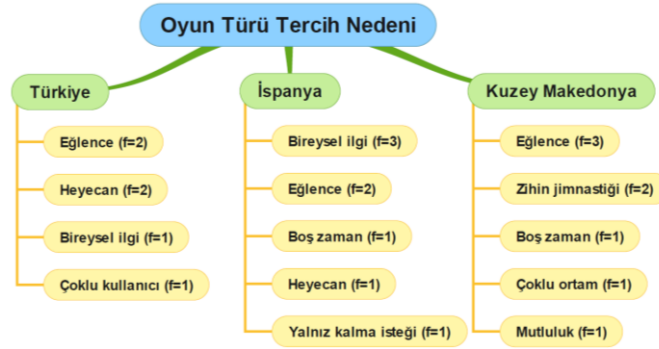 Oyun Türü Tercih Nedeni
Türkiye
Eğlence (f=2)
Heyecan (f=2)
Bireysel ilgi (f=1)
Çoklu kullanıcı (f=1)
İspanya
Bireysel ilgi (f=3)
Eğlence (f=2)
Boş zaman (f=1)
Heyecan (f=1)
Yalnız kalma isteği (f=1)
Kuzey Makedonya
Eğlence (f=3)
Zihin jimnastiği (f=2)
Boş zaman (f=1)
Çoklu ortam (f=1)
Mutluluk (f=1)